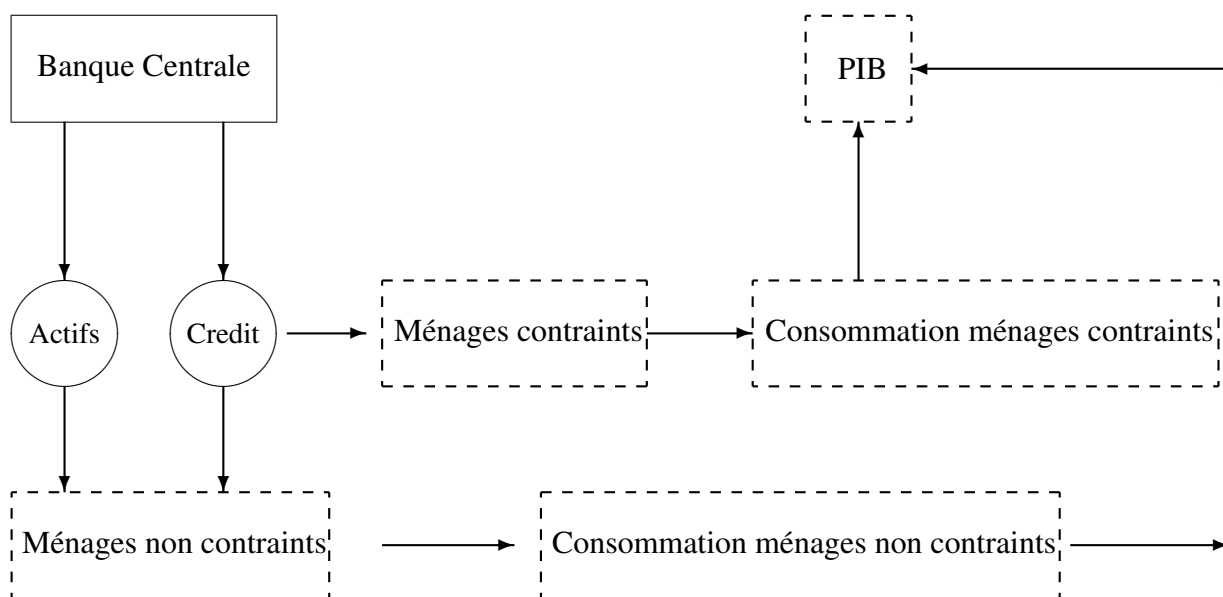 Banque Centrale
PIB
Actifs
Credit
Ménages contraints
Consommation ménages contraints
Ménages non contraints
Consommation ménages non contraints